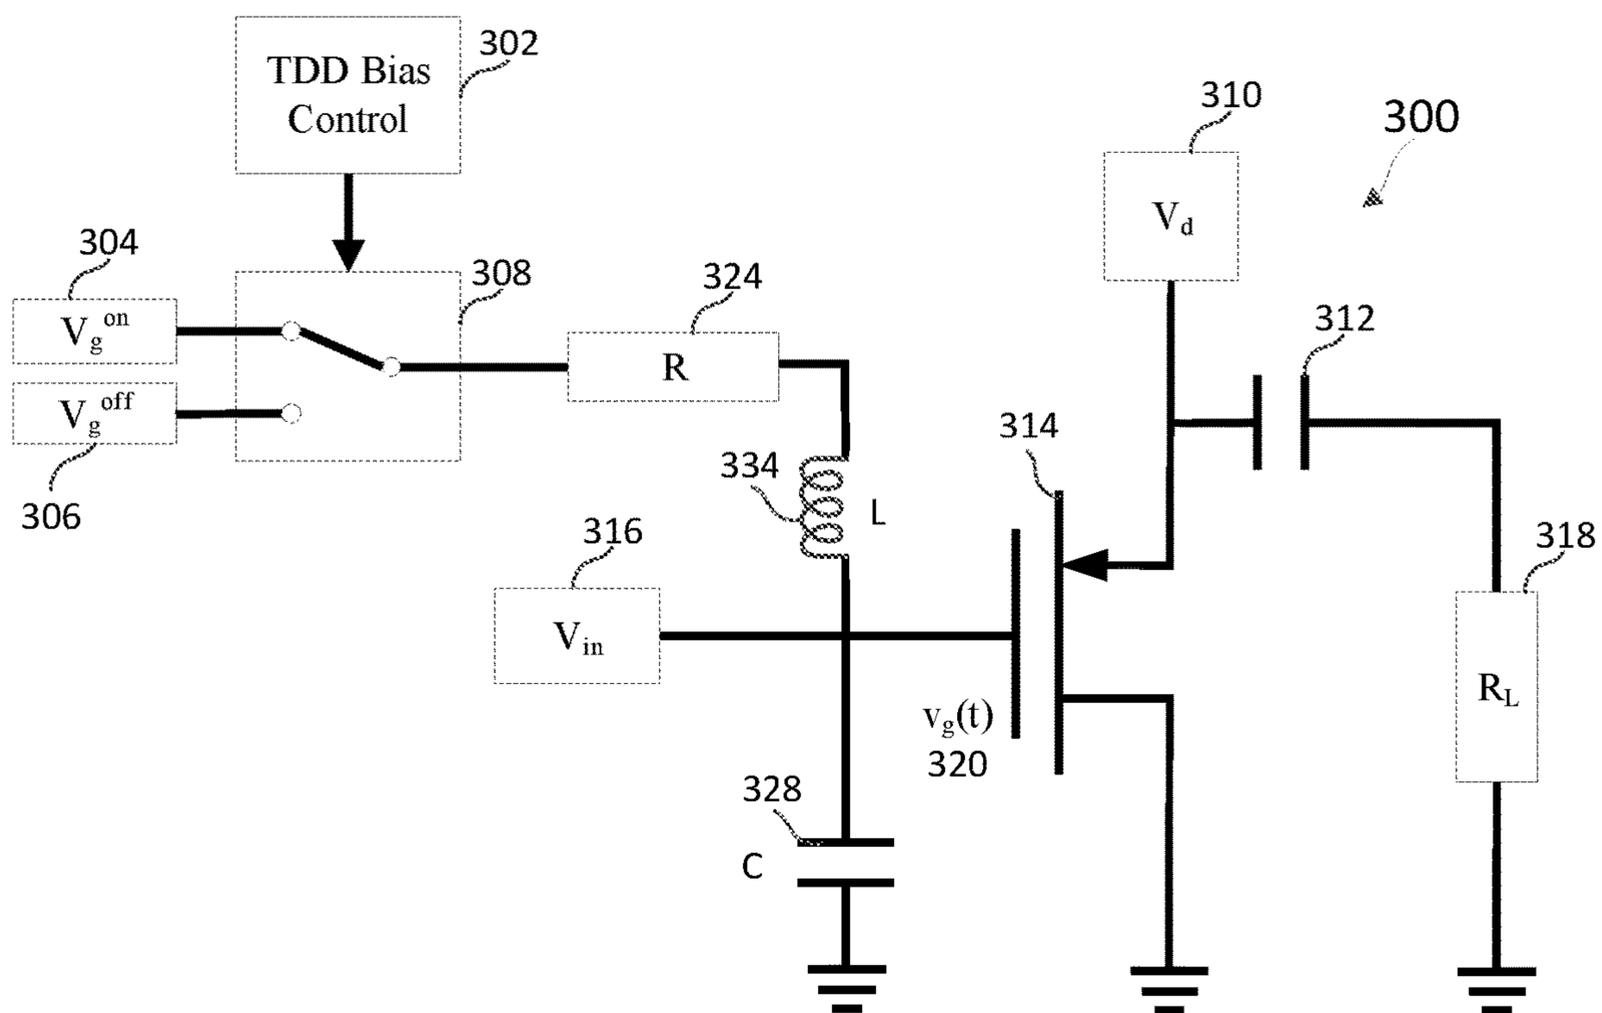 302
TDD Bias
Control
310
300
304
308
324
312
Vg on
R
Vd
Vg off
306
334
L
314
316
318
Vin
RL
vg(t)
320
328
C